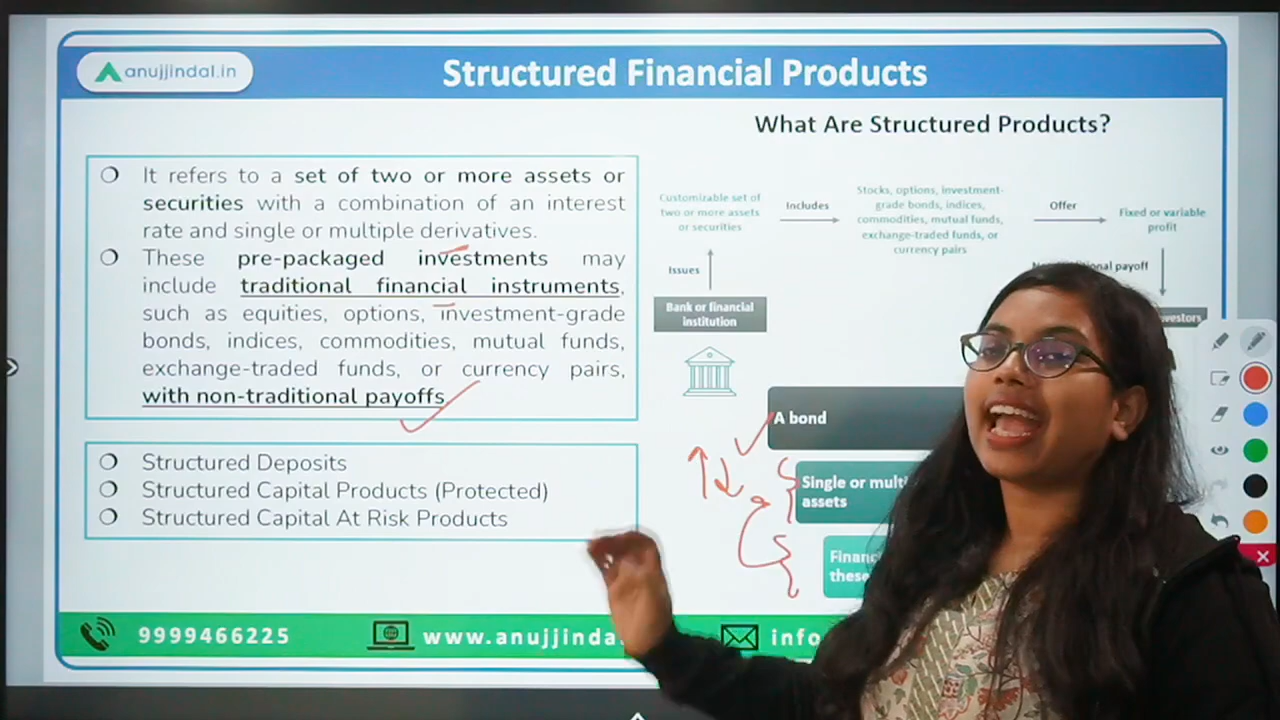 anujjindal.in
Structured Financial Products
What Are Structured Products?
❍ It refers to a set of two or more assets or
securities with a combination of an interest
rate and single or multiple derivatives.
❍ These pre-packaged investments may
include traditional financial instruments,
such as equities, options, investment-grade
bonds, indices, commodities, mutual funds,
exchange-traded funds, or currency pairs,
with non-traditional payoffs
❍ Structured Deposits
❍ Structured Capital Products (Protected)
❍ Structured Capital At Risk Products
Customizable set of
two or more assets
or securities
Includes
Stocks, options, investment-
grade bonds, indices,
commodities, mutual funds,
exchange-traded funds, or
currency pairs
Offer
Fixed or variable
profit
Issues
payoff
Bank or financial
institution
A bond
Single or
assets
9999466225